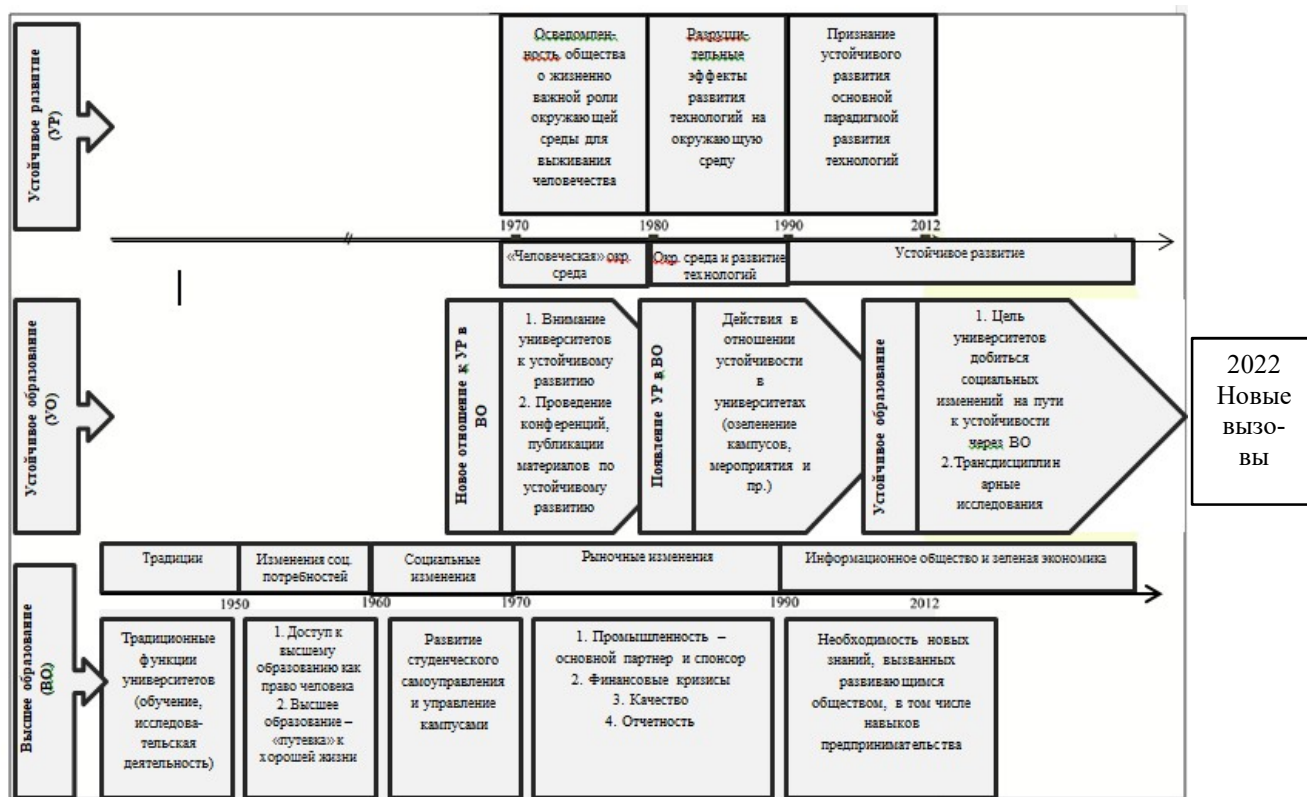 Устойчивое развитие
(УР)
Осведомлен-
ность общества
о жизненно
важной роли
окружающей
среды для
выживания
человечества
Разруши-
тельные
эффекты
развития
технологий на
окружающую
среду
Признание
устойчивого
развития
основной
парадигмой
развития
технологий
1970
1980
1990
2012
«Человеческая» окр.
среда
Окр. среда и развитие
технологий
Устойчивое развитие
Устойчивое образование
(УО)
Новое отношение к УР в
ВО
1. Внимание
университетов
к устойчивому
развитию
2. Проведение
конференций,
публикации
материалов по
устойчивому
развитию
Появление УР в ВО
Действия в
отношении
устойчивости
в
университетах
(озеленение
кампусов,
мероприятия и
пр.)
Устойчивое образование
1. Цель
университетов
добиться
социальных
изменений на пути
к устойчивости
через ВО
2.Трансдисциплин
арные
исследования
2022
Новые
вызо-
вы
Высшее образование
(ВО)
Традиции
Изменения соц.
потребностей
Социальные
изменения
Рыночные изменения
Информационное общество и зеленая экономика
1950
1960
1970
1990
2012
Традиционные
функции
университетов
(обучение,
исследова-
тельская
деятельность)
1. Доступ к
высшему
образованию как
право человека
2. Высшее
образование –
«путевка» к
хорошей жизни
Развитие
студенческого
самоуправления
и управление
кампусами
1. Промышленность –
основной партнер и спонсор
2. Финансовые кризисы
3. Качество
4. Отчетность
Необходимость новых
знаний, вызванных
развивающимся
обществом, в том числе
навыков
предпринимательства